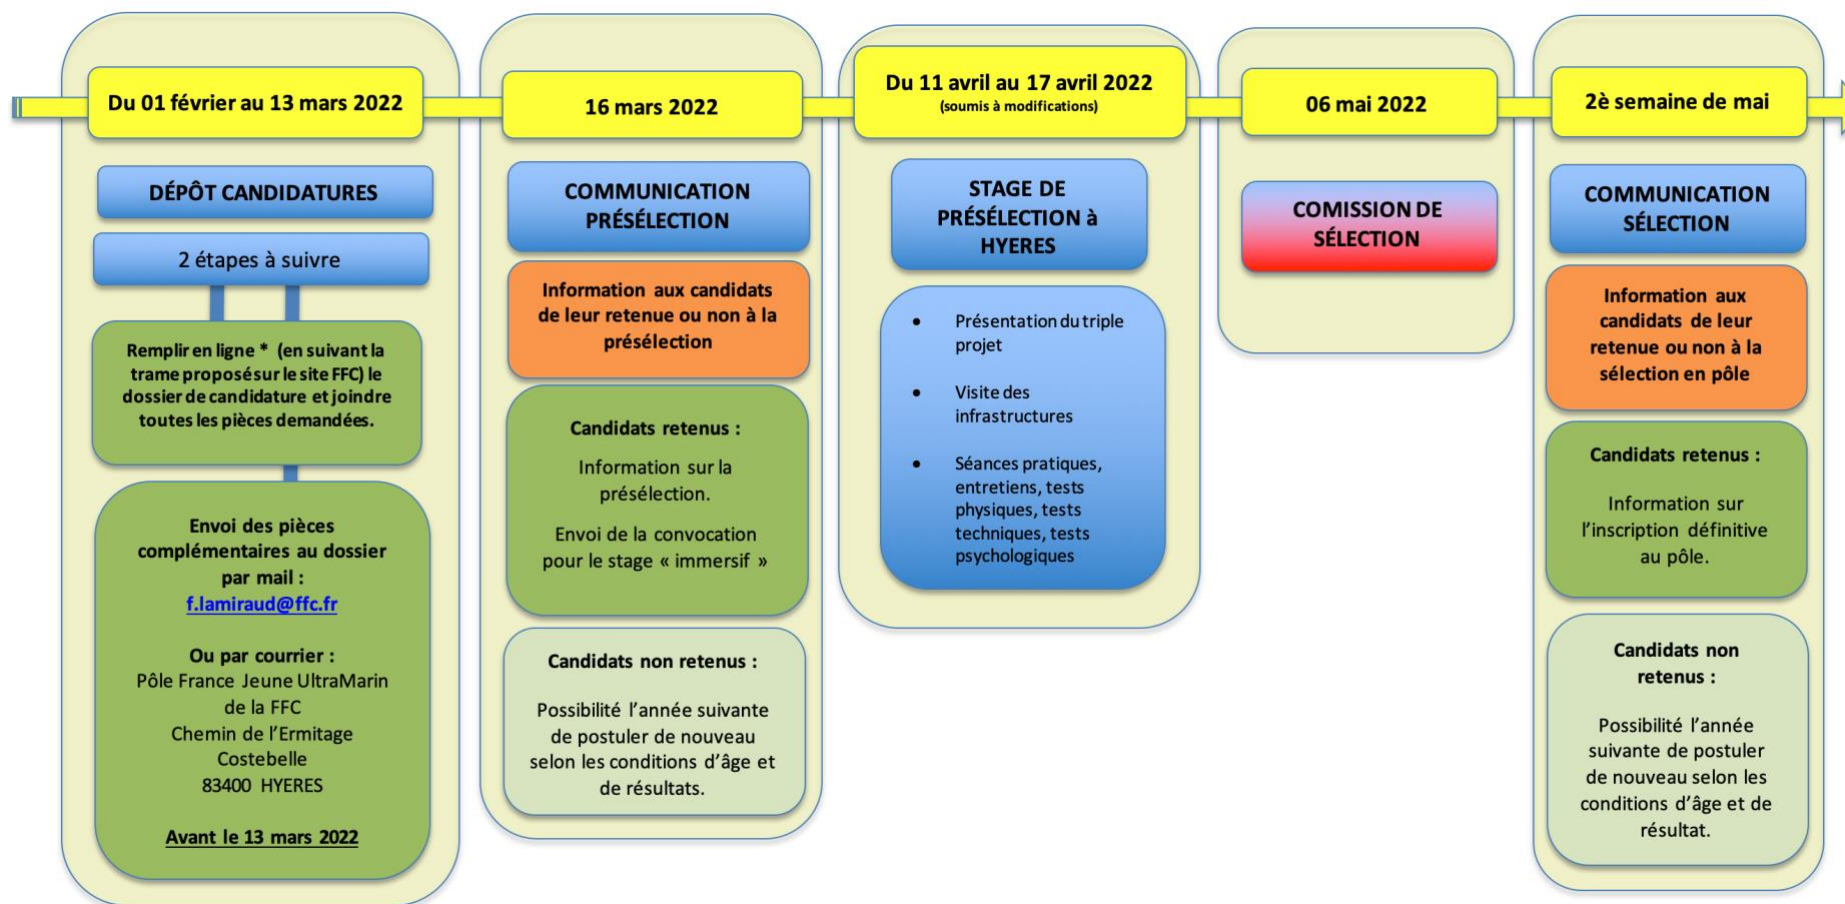 Du 01 février au 13 mars 2022
DÉPÔT CANDIDATURES
2 étapes à suivre
Remplir en ligne * (en suivant la
trame proposésur le site FFC) le
dossier de candidature et joindre
toutes les pièces demandées.
Envoi des pièces
complémentaires au dossier
par mail :
f.lamiraud@ffc.fr
Ou par courrier :
Pôle France Jeune UltraMarin
de la FFC
Chemin de l'Ermitage
Costebelle
83400 HYERES
Avant le 13 mars 2022
16 mars 2022
COMMUNICATION
PRÉSÉLECTION
Information aux candidats
de leur retenue ou non à la
présélection
Candidats retenus :
Information sur la
présélection.
Envoi de la convocation
pour le stage « immersif »
Candidats non retenus :
Possibilité l'année suivante
de postuler de nouveau
selon les conditions d'âge et
de résultats.
Du 11 avril au 17 avril 2022
(soumis à modifications)
STAGE DE
PRÉSÉLECTION à
HYERES
• Présentation du triple
projet
• Visite des
infrastructures
• Séances pratiques,
entretiens, tests
physiques, tests
techniques, tests
psychologiques
06 mai 2022
COMISSION DE
SÉLECTION
2è semaine de mai
COMMUNICATION
SÉLECTION
Information aux
candidats de leur
retenue ou non à la
sélection en pôle
Candidats retenus :
Information sur
l'inscription définitive
au pôle.
Candidats non
retenus :
Possibilité l'année
suivante de postuler
de nouveau selon les
conditions d'âge et de
résultat.